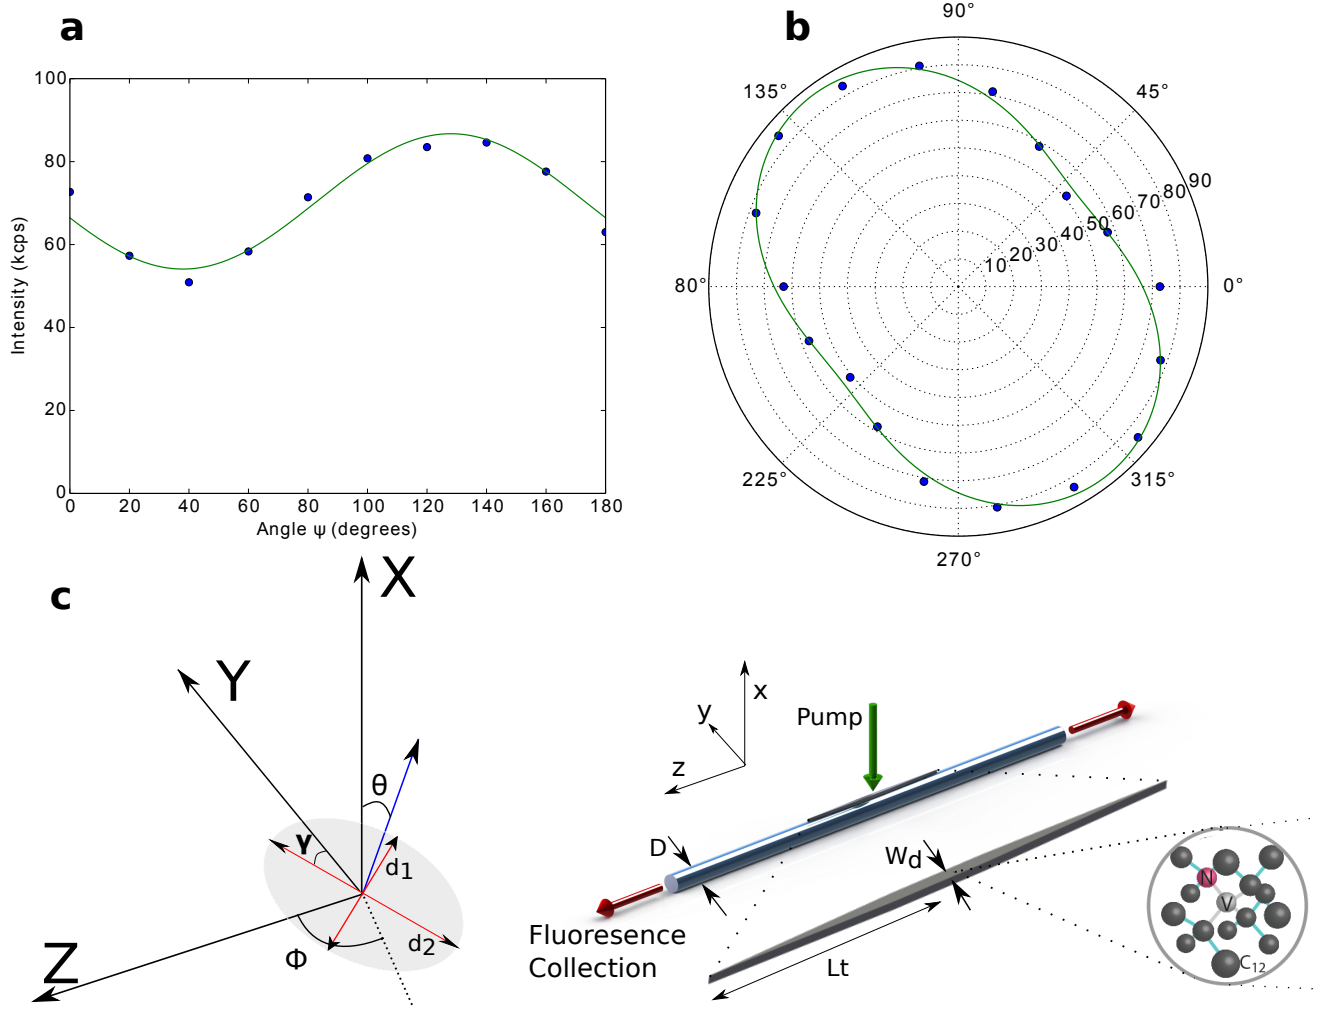 a
100
80
60
40
20
0
Intensity (kcps)
0 20 40 60 80 100 120 140 160 180
Angle ψ (degrees)
b
90°
135° 45°
80° 0°
10 20 30 40 50 60 70 80 90
225° 315°
270°
c
X
Y
Z
θ
γ
d1
d2
Φ
x
y
z
Pump
D
Wd
Lt
Fluoresence
Collection
N
V
C12